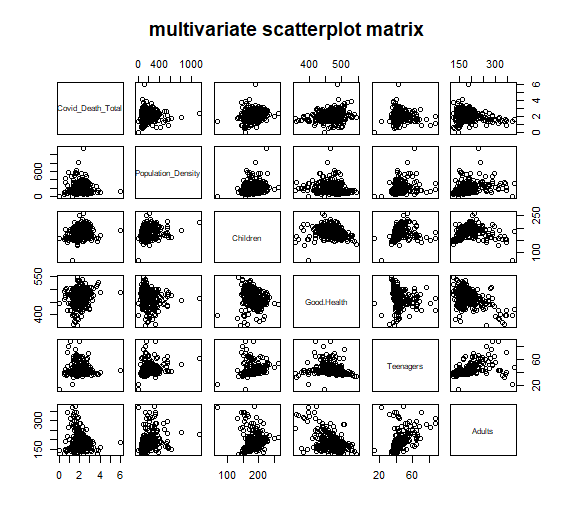 multivariate scatterplot matrix
0 400 1000
400 500
150 300
Covid_Death_Total
0 2 4 6
Population_Density
0 600
Children
100 250
Good.Health
400 550
Teenagers
20 60
Adults
150 300
0 2 4 6
100 200
20 60